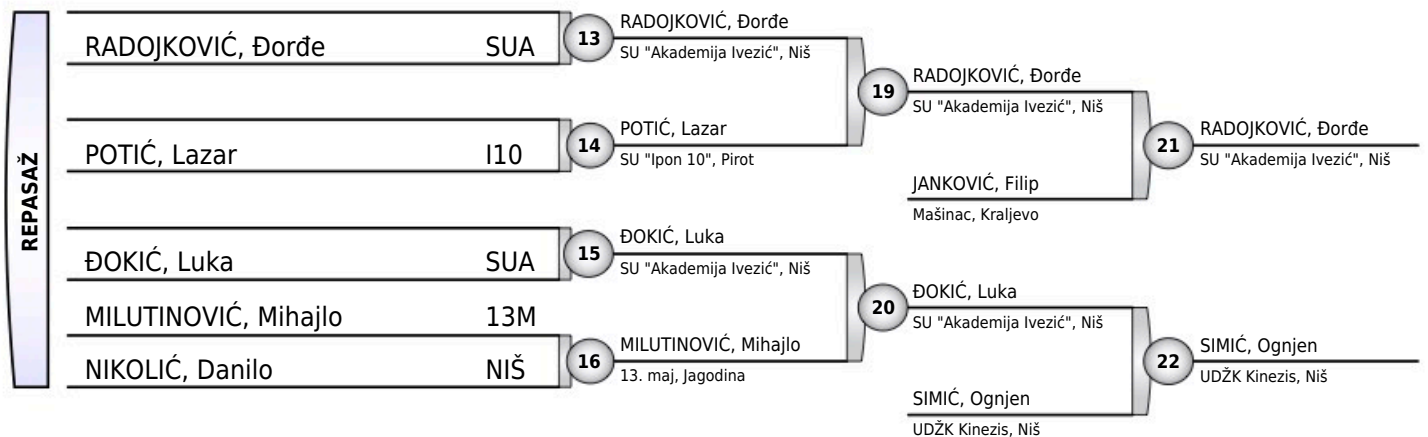 REPASAŽ
RADOJKOVIĆ, Đorđe SUA
POTIĆ, Lazar I10
ĐOKIĆ, Luka SUA
MILUTINOVIĆ, Mihajlo 13M
NIKOLIĆ, Danilo NIŠ
13
RADOJKOVIĆ, Đorđe
SU "Akademija Ivezić", Niš
14
POTIĆ, Lazar
SU "Ipon 10", Pirot
15
ĐOKIĆ, Luka
SU "Akademija Ivezić", Niš
16
MILUTINOVIĆ, Mihajlo
13. maj, Jagodina
19
RADOJKOVIĆ, Đorđe
SU "Akademija Ivezić", Niš
JANKOVIĆ, Filip
Mašinac, Kraljevo
20
ĐOKIĆ, Luka
SU "Akademija Ivezić", Niš
SIMIĆ, Ognjen
UDŽK Kinezis, Niš
21
RADOJKOVIĆ, Đorđe
SU "Akademija Ivezić", Niš
22
SIMIĆ, Ognjen
UDŽK Kinezis, Niš